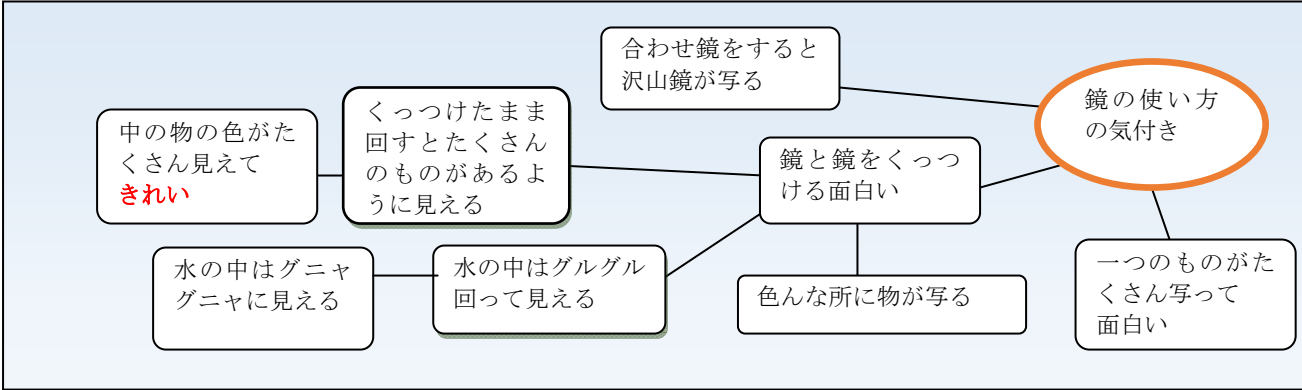 合わせ鏡をすると
沢山鏡が写る
鏡の使い方
の気付き
中の物の色がた
くさん見えて
きれい
くっつけたまま
回すとたくさん
のものがあるよ
うに見える
鏡と鏡をくっつ
ける面白い
水の中はグニャ
グニャに見える
水の中はグルグル
回って見える
色んな所に物が写る
一つのものがた
くさん写って
面白い